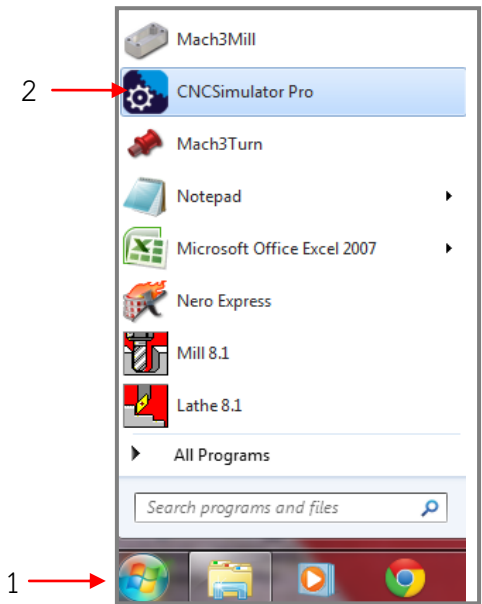 Mach3Mill
2
CNCSimulator Pro
Mach3Turn
Notepad
Microsoft Office Excel 2007
Nero Express
Mill 8.1
Lathe 8.1
All Programs
Search programs and files
1